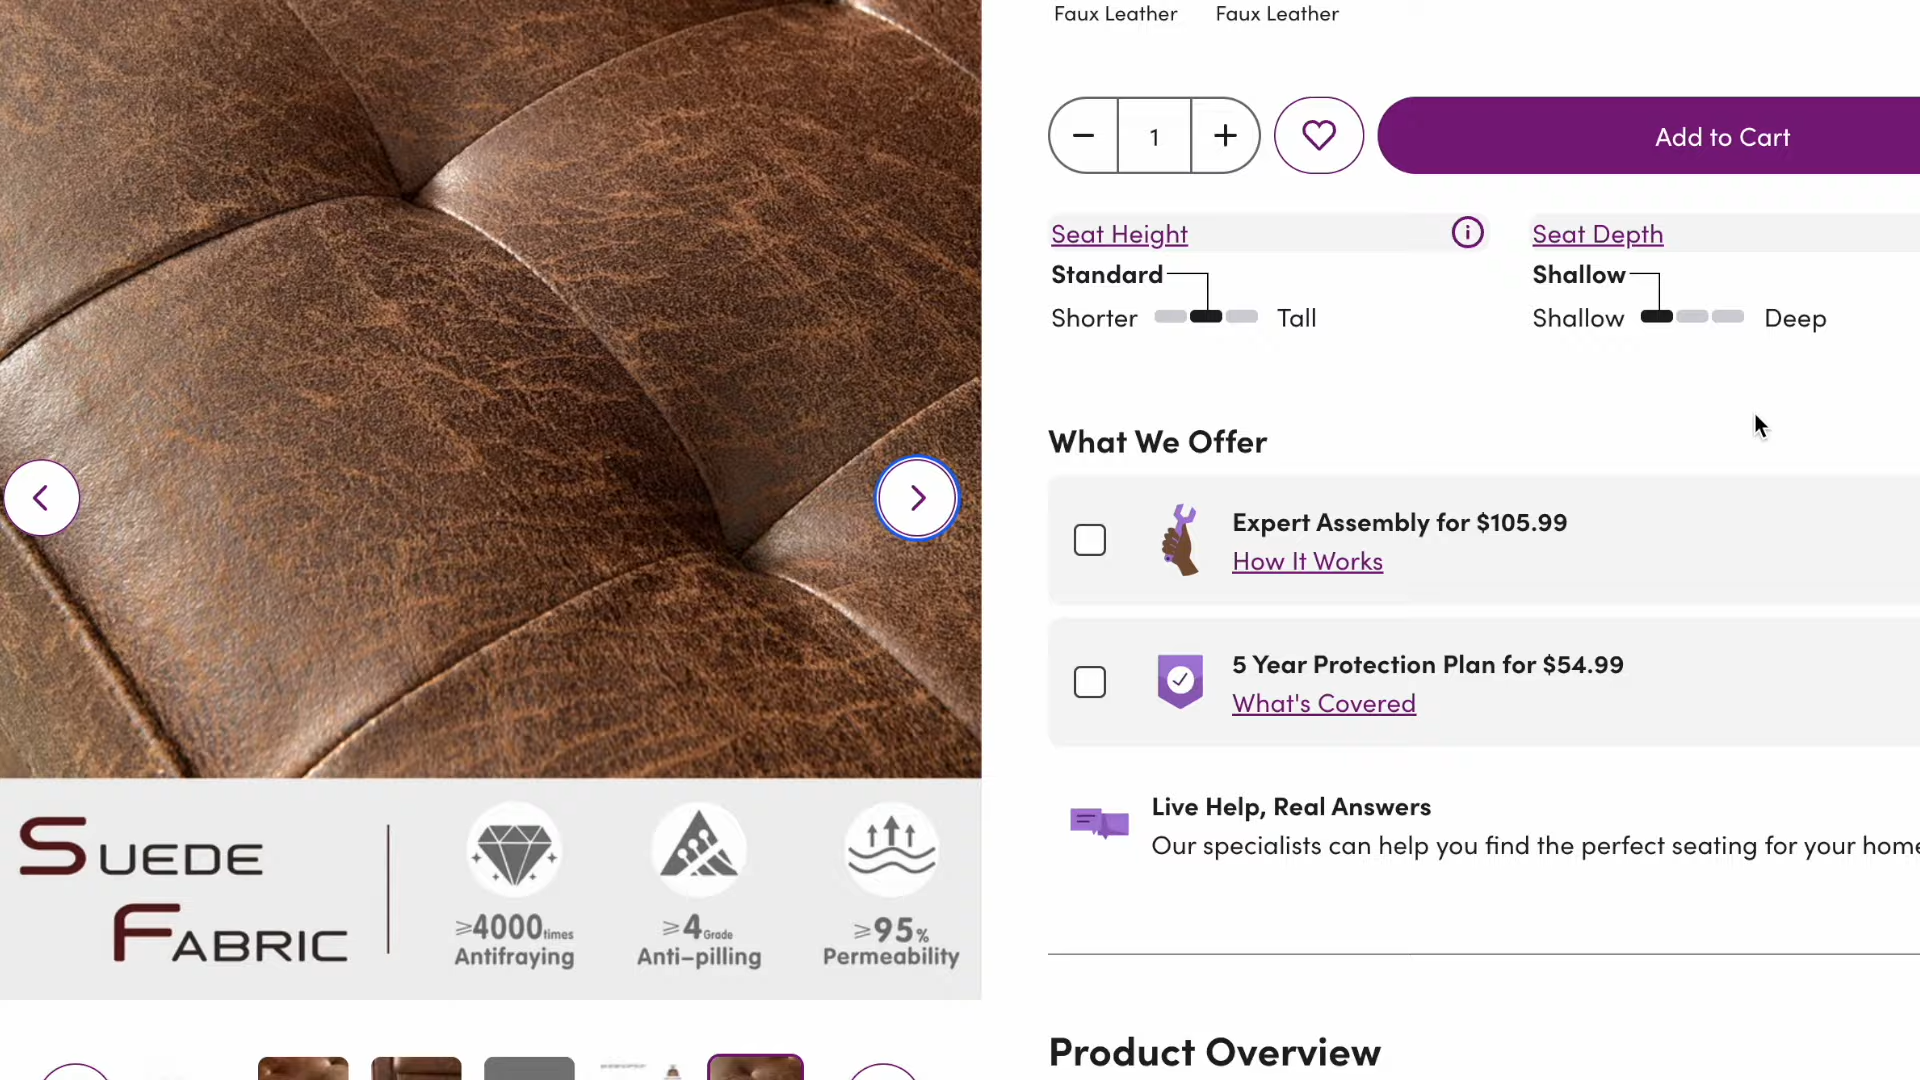 Faux Leather
Faux Leather
1
Add to Cart
Seat Height
Seat Depth
Standard
Shallow
Shorter
Tall
Shallow
Deep
What We Offer
Expert Assembly for $105.99
How It Works
5 Year Protection Plan for $54.99
What's Covered
Live Help, Real Answers
Our specialists can help you find the perfect seating for your home
SUEDE
FABRIC
≥4000times
Antifraying
≥4Grade
Anti-pilling
≥95%
Permeability
Product Overview